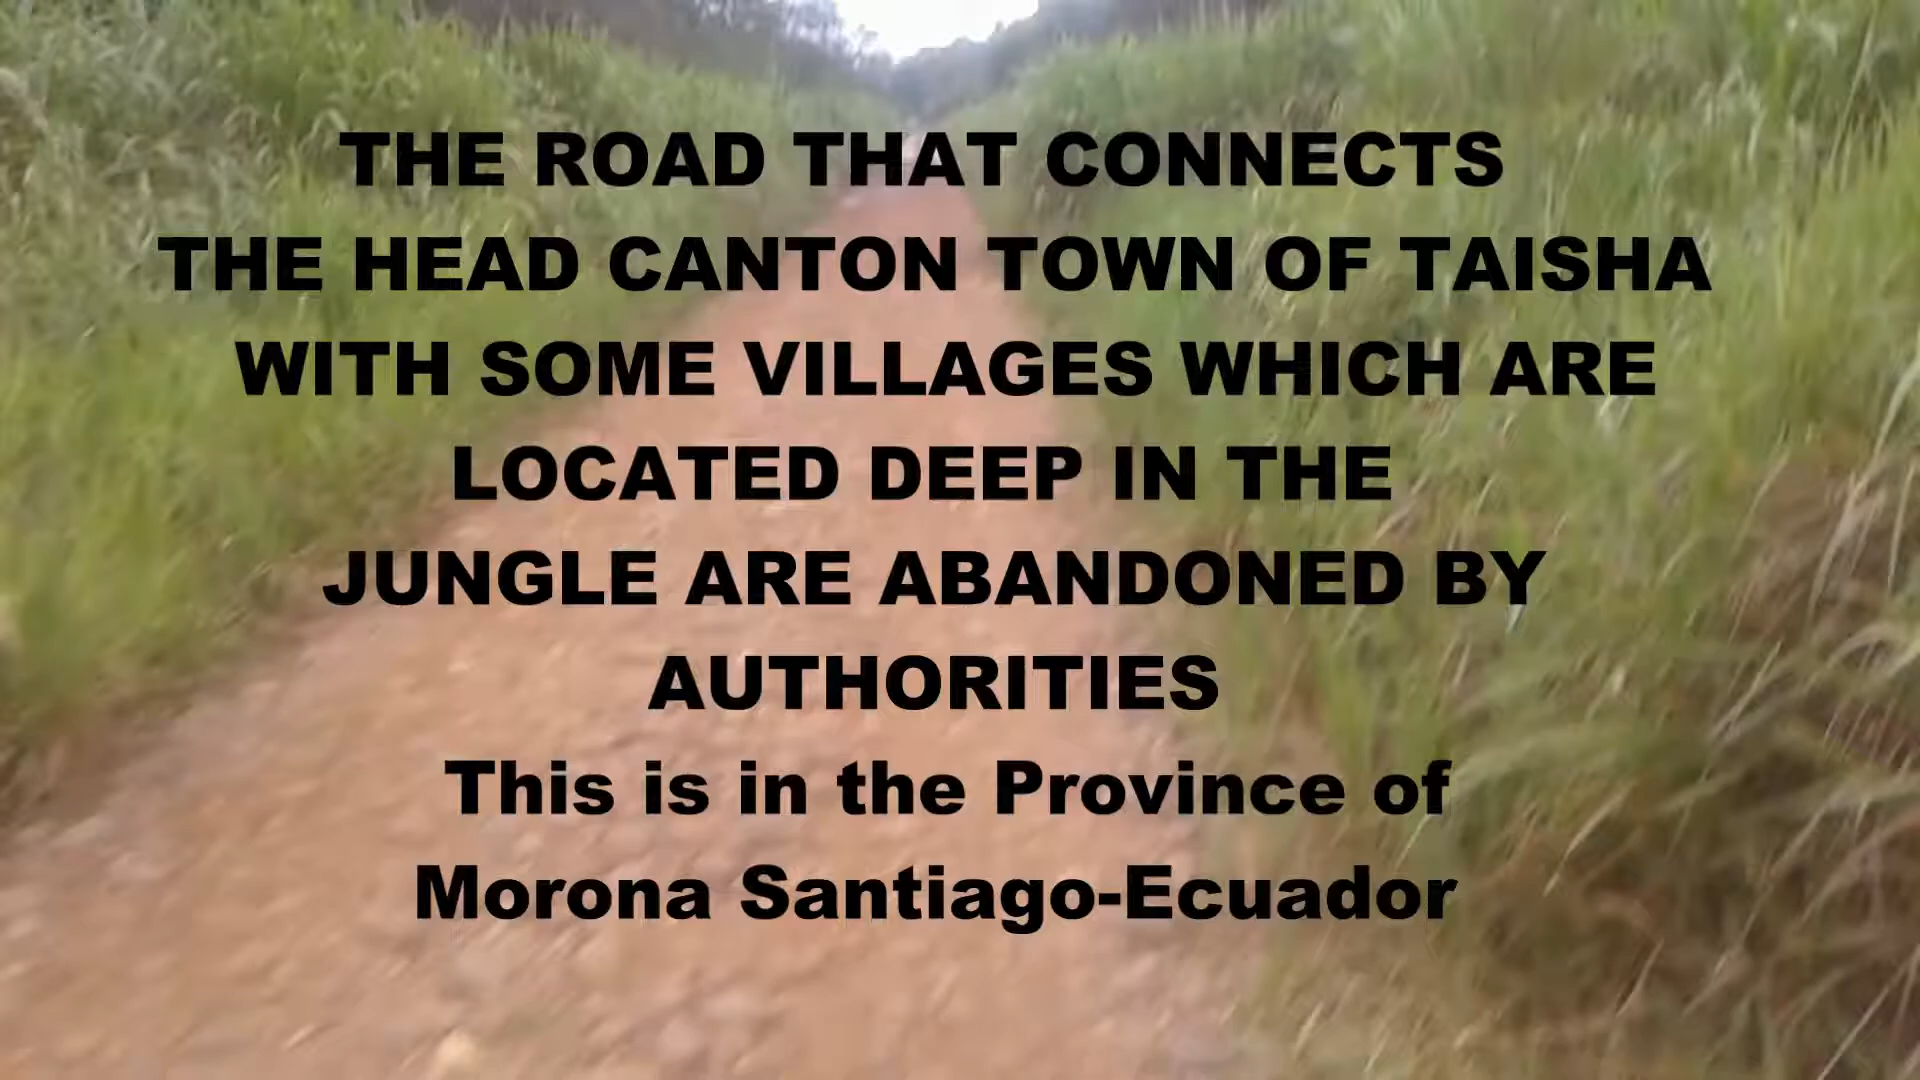 THE ROAD THAT CONNECTS
THE HEAD CANTON TOWN OF TAISHA
WITH SOME VILLAGES WHICH ARE
LOCATED DEEP IN THE
JUNGLE ARE ABANDONED BY
AUTHORITIES
This is in the Province of
Morona Santiago-Ecuador